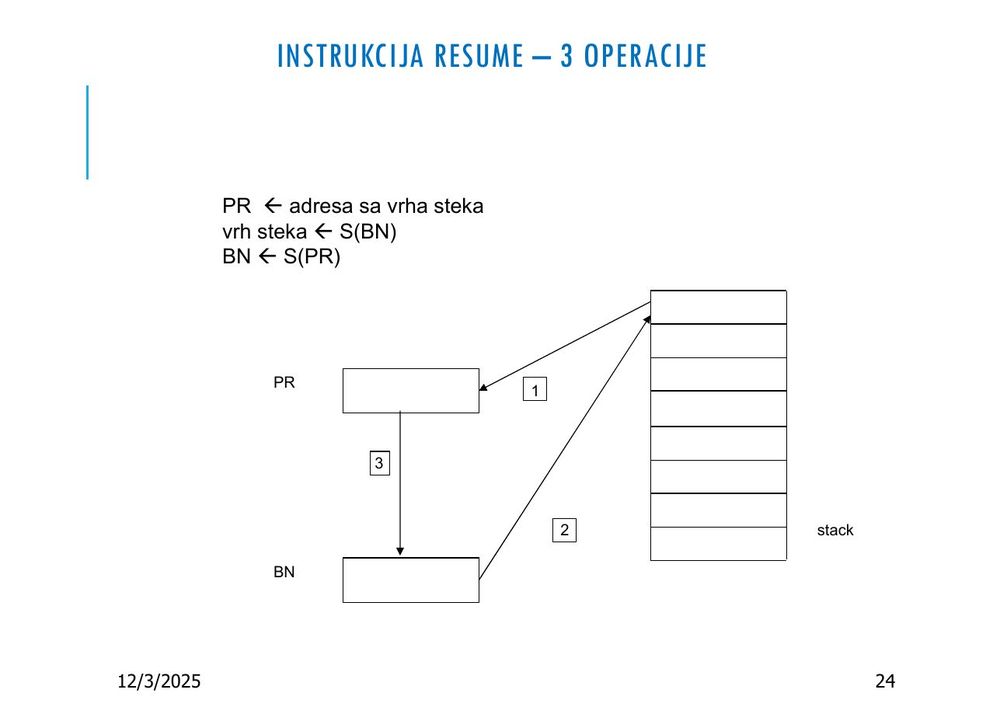 INSTRUKCIJA RESUME – 3 OPERACIJE
PR ← adresa sa vrha steka
vrh steka ← S(BN)
BN ← S(PR)
PR
1
3
2
stack
BN
12/3/2025
24